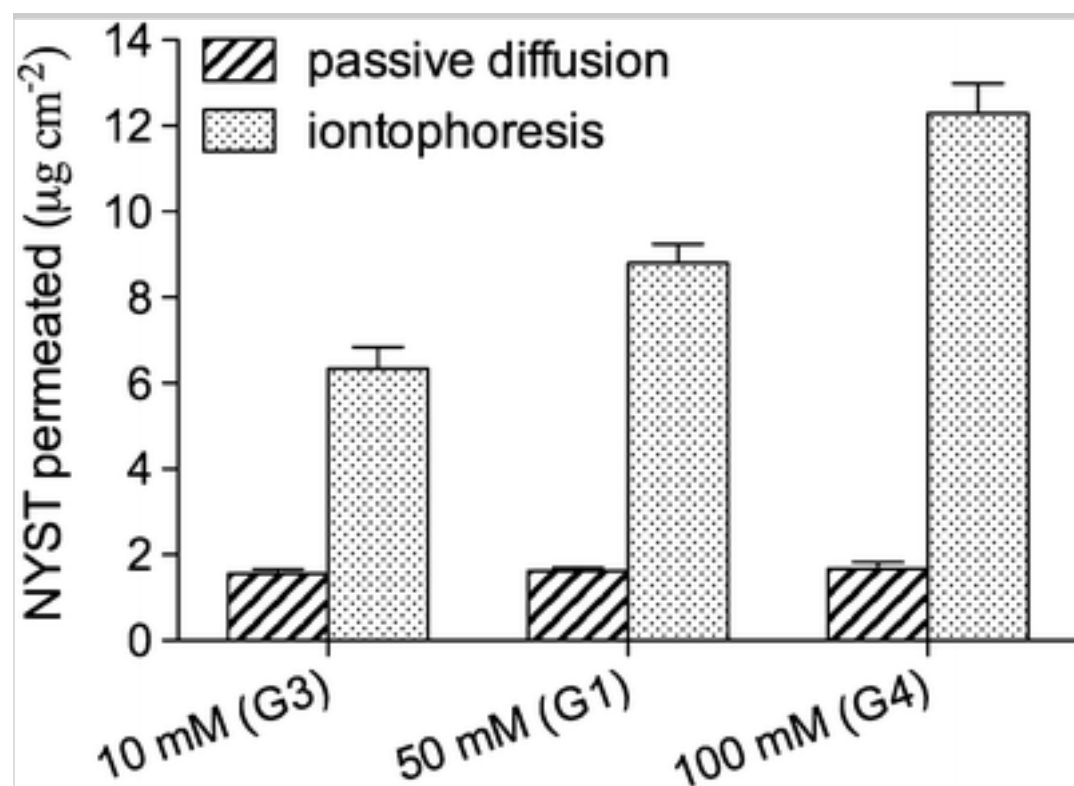 NYST permeated (μg cm⁻²)
14
12
10
8
6
4
2
0
passive diffusion
iontophoresis
10 mM (G3)
50 mM (G1)
100 mM (G4)